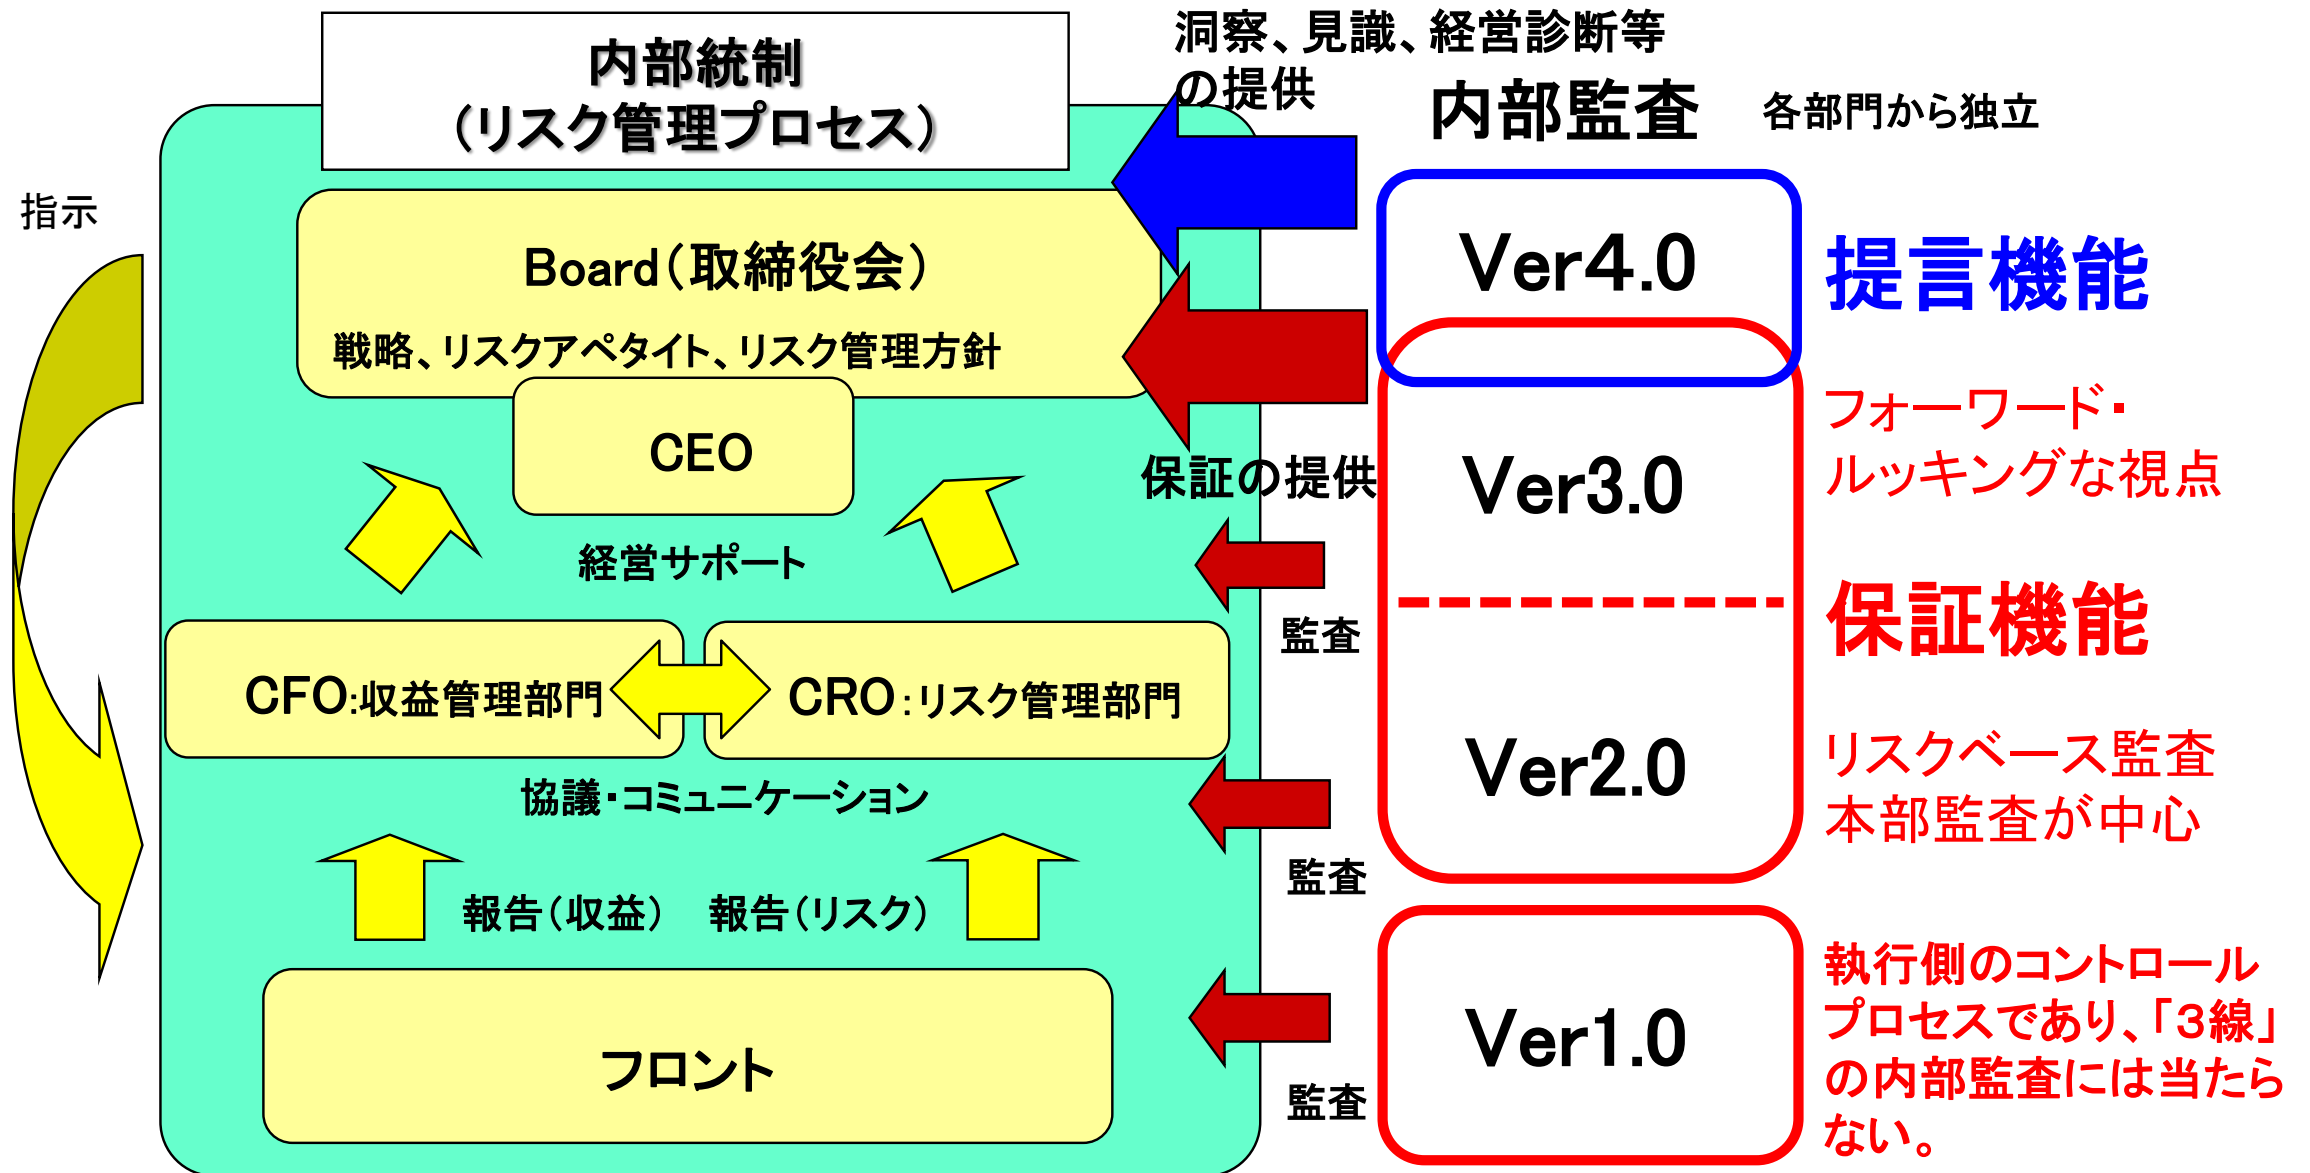 洞察、見識、経営診断等
の提供
内部統制
（リスク管理プロセス）
内部監査 各部門から独立
指示
Board（取締役会）
戦略、リスクアペタイト、リスク管理方針
CEO
経営サポート
CFO:収益管理部門
CRO：リスク管理部門
協議・コミュニケーション
報告（収益） 報告（リスク）
フロント
保証の提供
監査
監査
監査
Ver4.0
提言機能
Ver3.0
フォーワード・
ルッキングな視点
保証機能
Ver2.0
リスクベース監査
本部監査が中心
Ver1.0
執行側のコントロール
プロセスであり、「３線」
の内部監査には当たら
ない。